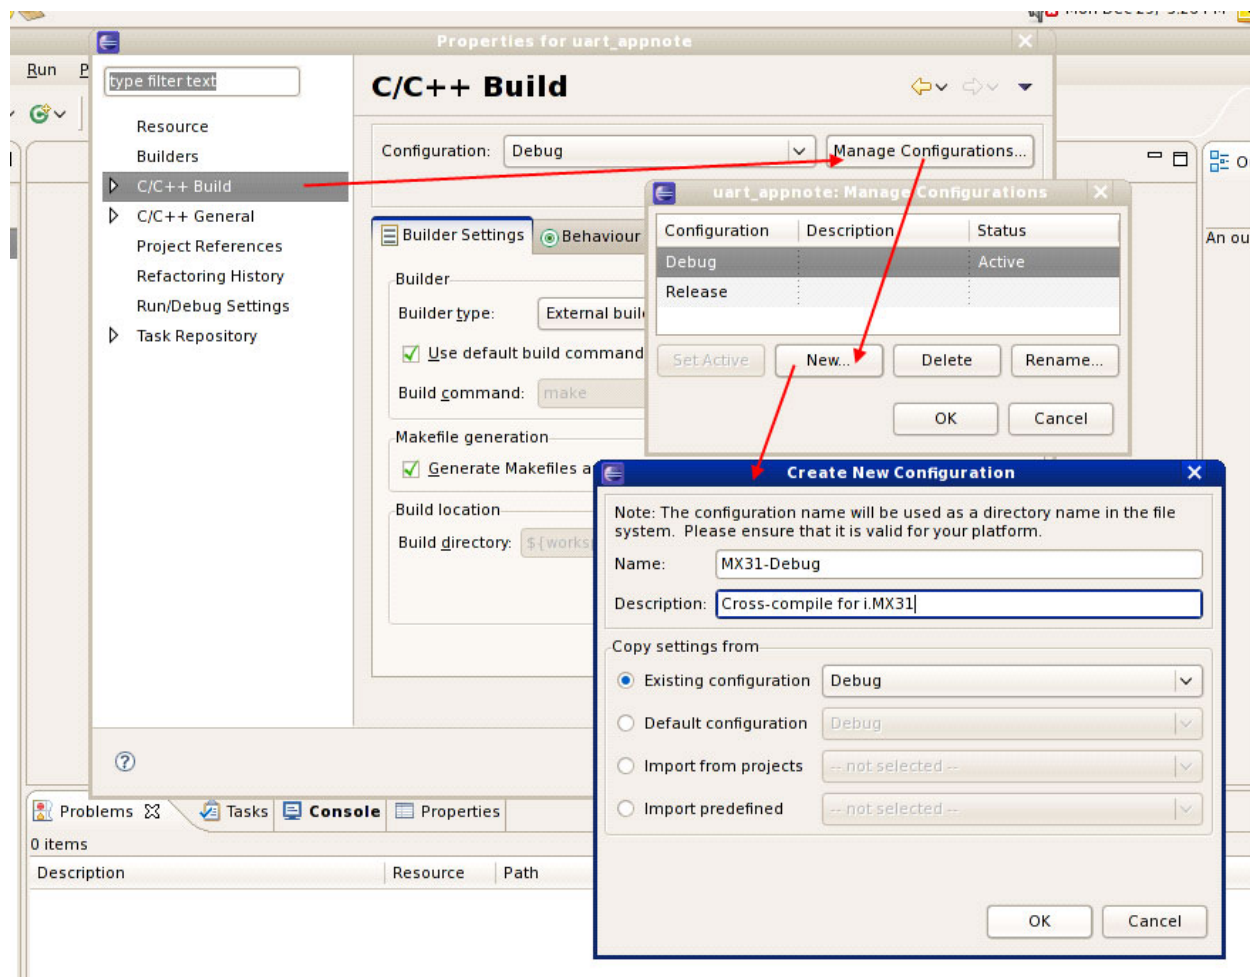 Properties for uart_appnote
Run
type filter text
C/C++ Build
Resource
Builders
C/C++ Build
C/C++ General
Project References
Refactoring History
Run/Debug Settings
Task Repository
Configuration: Debug Manage Configurations...
Builder Settings Behaviour
Builder
Builder type: External
Use default build command
Build command: make
Makefile generation
Generate Makefiles
Build location
Build directory:
uart_appnote: Manage Configurations
Configuration Description Status
Debug Active
Release
Set Active New... Delete Rename...
OK Cancel
Create New Configuration
Note: The configuration name will be used as a directory name in the file
system. Please ensure that it is valid for your platform.
Name: MX31-Debug
Description: Cross-compile for i.MX31
Copy settings from
Existing configuration Debug
Default configuration Debug
Import from projects -- not selected --
Import predefined -- not selected --
OK Cancel
Problems Tasks Console Properties
0 items
Description Resource Path